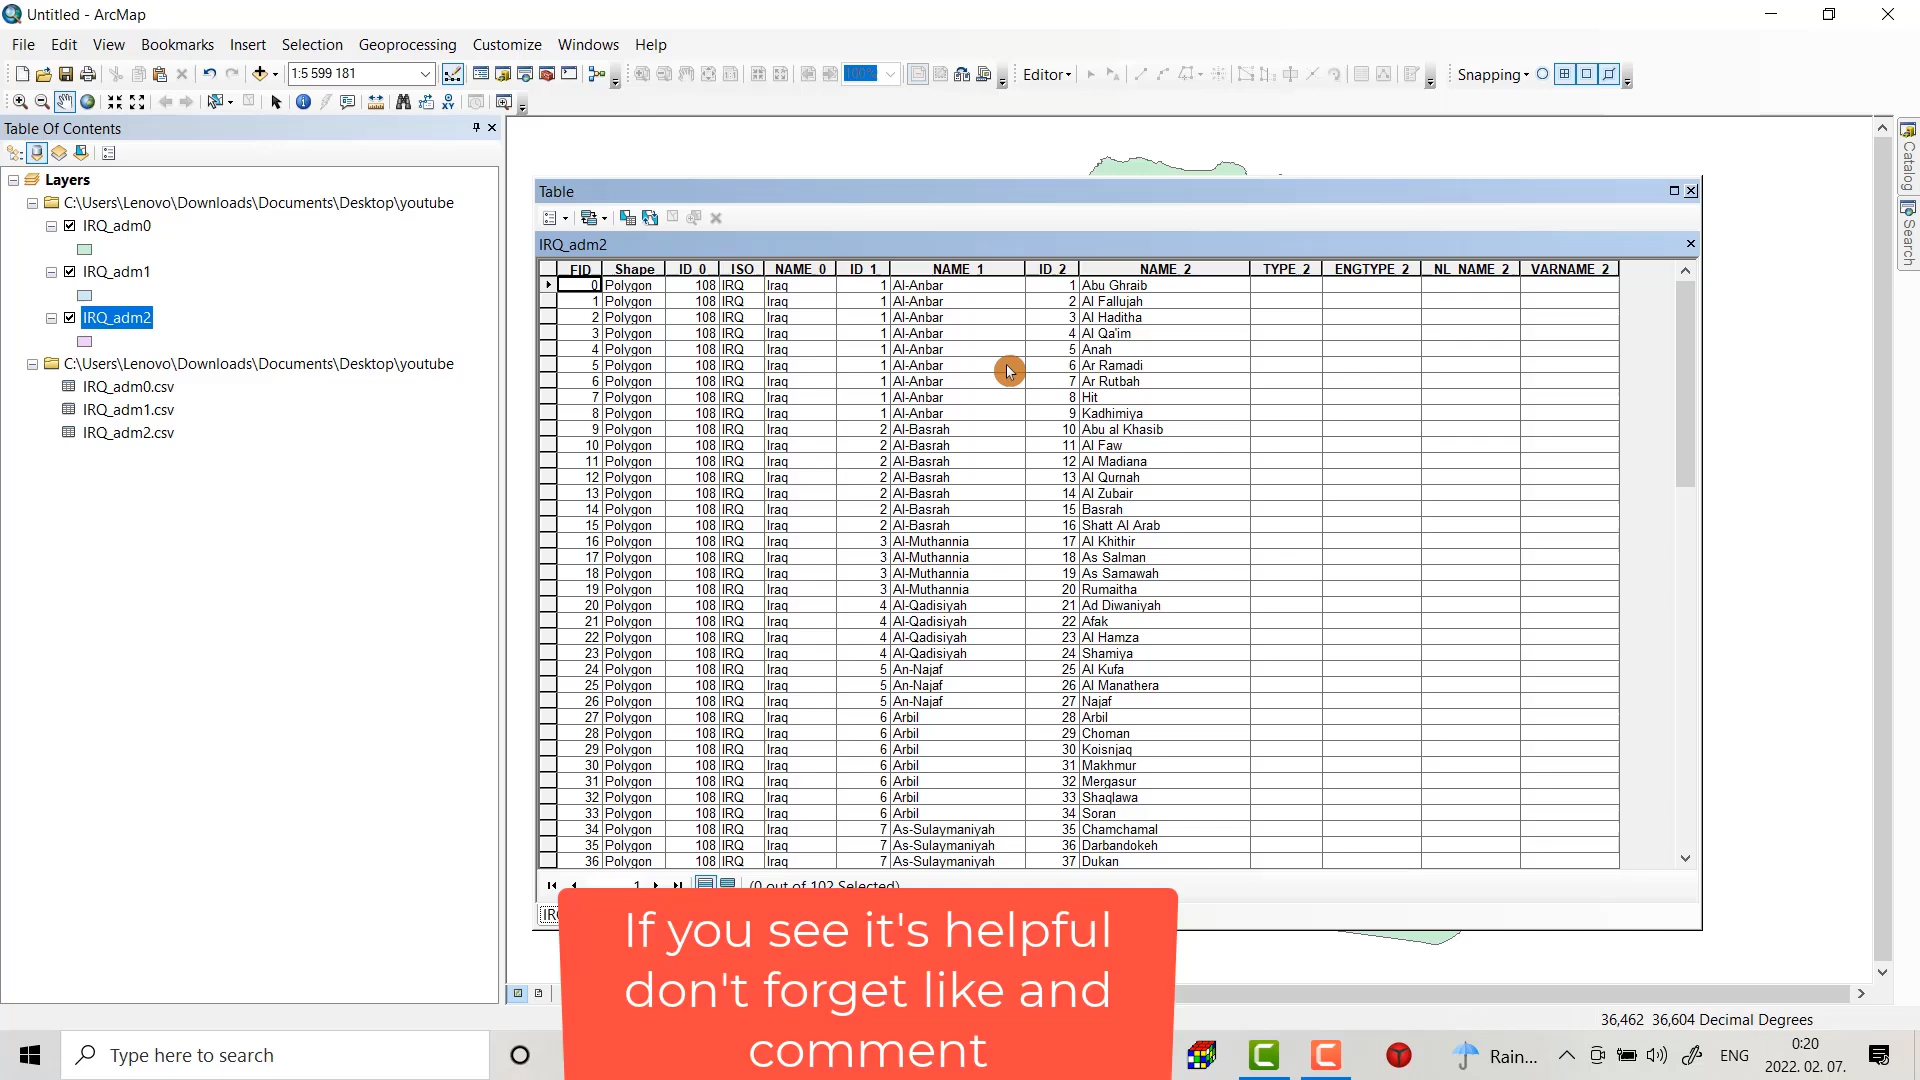 Untitled - ArcMap
File Edit View Bookmarks Insert Selection Geoprocessing Customize Windows Help
1:5 599 181
100%
Editor
Snapping
Table Of Contents
Layers
C:\Users\Lenovo\Downloads\Documents\Desktop\youtube
IRQ_adm0
IRQ_adm1
IRQ_adm2
C:\Users\Lenovo\Downloads\Documents\Desktop\youtube
IRQ_adm0.csv
IRQ_adm1.csv
IRQ_adm2.csv
Table
IRQ_adm2
FID Shape ID_0 ISO NAME_0 ID_1 NAME_1 ID_2 NAME_2 TYPE_2 ENGTYPE_2 NL_NAME_2 VARNAME_2
0 Polygon 108 IRQ Iraq 1 Al-Anbar 1 Abu Ghraib
1 Polygon 108 IRQ Iraq 1 Al-Anbar 2 Al Fallujah
2 Polygon 108 IRQ Iraq 1 Al-Anbar 3 Al Haditha
3 Polygon 108 IRQ Iraq 1 Al-Anbar 4 Al Qa'im
4 Polygon 108 IRQ Iraq 1 Al-Anbar 5 Anah
5 Polygon 108 IRQ Iraq 1 Al-Anbar 6 Ar Ramadi
6 Polygon 108 IRQ Iraq 1 Al-Anbar 7 Ar Rutbah
7 Polygon 108 IRQ Iraq 1 Al-Anbar 8 Hit
8 Polygon 108 IRQ Iraq 1 Al-Anbar 9 Kadhimiya
9 Polygon 108 IRQ Iraq 2 Al-Basrah 10 Abu al Khasib
10 Polygon 108 IRQ Iraq 2 Al-Basrah 11 Al Faw
11 Polygon 108 IRQ Iraq 2 Al-Basrah 12 Al Madiana
12 Polygon 108 IRQ Iraq 2 Al-Basrah 13 Al Qurnah
13 Polygon 108 IRQ Iraq 2 Al-Basrah 14 Al Zubair
14 Polygon 108 IRQ Iraq 2 Al-Basrah 15 Basrah
15 Polygon 108 IRQ Iraq 2 Al-Basrah 16 Shatt Al Arab
16 Polygon 108 IRQ Iraq 3 Al-Muthannia 17 Al Khithir
17 Polygon 108 IRQ Iraq 3 Al-Muthannia 18 As Salman
18 Polygon 108 IRQ Iraq 3 Al-Muthannia 19 As Samawah
19 Polygon 108 IRQ Iraq 3 Al-Muthannia 20 Rumaitha
20 Polygon 108 IRQ Iraq 4 Al-Qadisiyah 21 Ad Diwaniyah
21 Polygon 108 IRQ Iraq 4 Al-Qadisiyah 22 Afak
22 Polygon 108 IRQ Iraq 4 Al-Qadisiyah 23 Al Hamza
23 Polygon 108 IRQ Iraq 4 Al-Qadisiyah 24 Shamiya
24 Polygon 108 IRQ Iraq 5 An-Najaf 25 Al Kufa
25 Polygon 108 IRQ Iraq 5 An-Najaf 26 Al Manathera
26 Polygon 108 IRQ Iraq 5 An-Najaf 27 Najaf
27 Polygon 108 IRQ Iraq 6 Arbil 28 Arbil
28 Polygon 108 IRQ Iraq 6 Arbil 29 Choman
29 Polygon 108 IRQ Iraq 6 Arbil 30 Koisnjaq
30 Polygon 108 IRQ Iraq 6 Arbil 31 Makhmur
31 Polygon 108 IRQ Iraq 6 Arbil 32 Mergasur
32 Polygon 108 IRQ Iraq 6 Arbil 33 Shaqlawa
33 Polygon 108 IRQ Iraq 6 Arbil 34 Soran
34 Polygon 108 IRQ Iraq 7 As-Sulaymaniyah 35 Chamchamal
35 Polygon 108 IRQ Iraq 7 As-Sulaymaniyah 36 Darbandokeh
36 Polygon 108 IRQ Iraq 7 As-Sulaymaniyah 37 Dukan
1 (0 out of 102 Selected)
If you see it's helpful
don't forget like and
comment
Catalog
Search
36,462 36,604 Decimal Degrees
Type here to search
Rain...
ENG
0:20
2022. 02. 07.